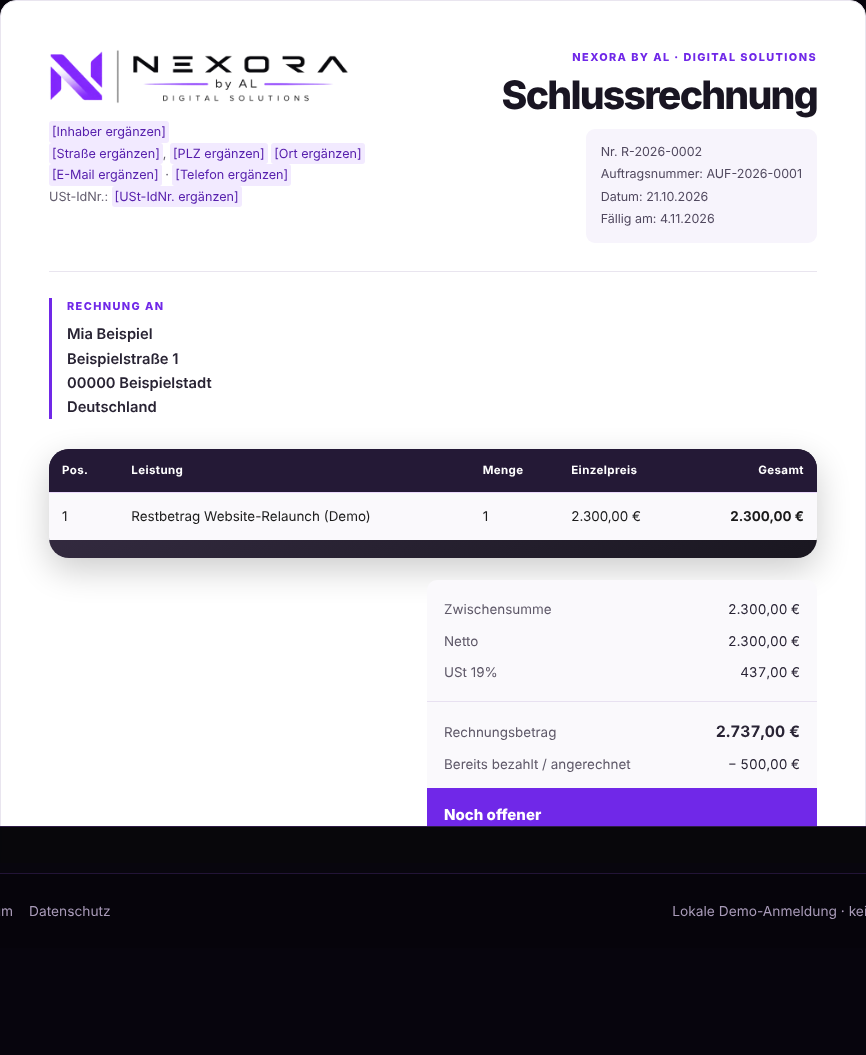 NEXORA
by AL
DIGITAL SOLUTIONS
NEXORA BY AL · DIGITAL SOLUTIONS
Schlussrechnung
[Inhaber ergänzen]
[Straße ergänzen], [PLZ ergänzen] [Ort ergänzen]
[E-Mail ergänzen] · [Telefon ergänzen]
USt-IdNr.: [USt-IdNr. ergänzen]
Nr. R-2026-0002
Auftragsnummer: AUF-2026-0001
Datum: 21.10.2026
Fällig am: 4.11.2026
RECHNUNG AN
Mia Beispiel
Beispielstraße 1
00000 Beispielstadt
Deutschland
Pos. Leistung Menge Einzelpreis Gesamt
1 Restbetrag Website-Relaunch (Demo) 1 2.300,00 € 2.300,00 €
Zwischensumme 2.300,00 €
Netto 2.300,00 €
USt 19% 437,00 €
Rechnungsbetrag 2.737,00 €
Bereits bezahlt / angerechnet − 500,00 €
Noch offener
m Datenschutz Lokale Demo-Anmeldung · kei